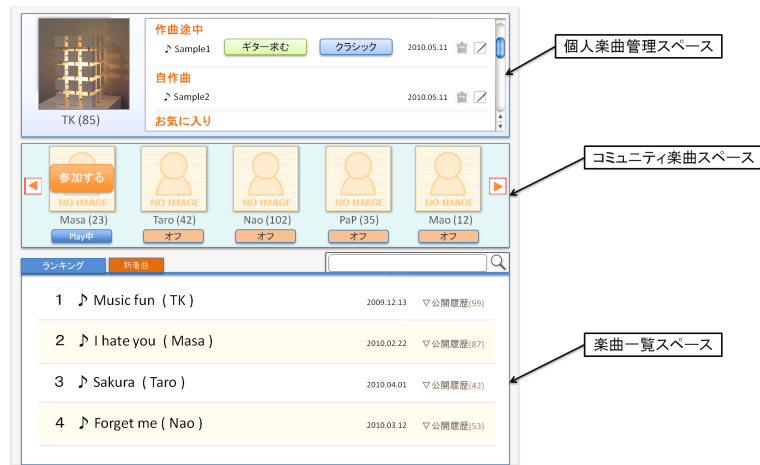 作曲途中
♪ Sample1 ギター求む クラシック 2010.05.11
自作曲
♪ Sample2 2010.05.11
お気に入り
TK (85)
個人楽曲管理スペース
参加する
NO IMAGE NO IMAGE NO IMAGE NO IMAGE NO IMAGE
Masa (23) Taro (42) Nao (102) PaP (35) Mao (12)
Play中 オフ オフ オフ オフ
コミュニティ楽曲スペース
ランキング 新着曲
1 ♪ Music fun ( TK ) 2009.12.13 ▽公開履歴(99)
2 ♪ I hate you ( Masa ) 2010.02.22 ▽公開履歴(87)
3 ♪ Sakura ( Taro ) 2010.04.01 ▽公開履歴(42)
4 ♪ Forget me ( Nao ) 2010.03.12 ▽公開履歴(53)
楽曲一覧スペース